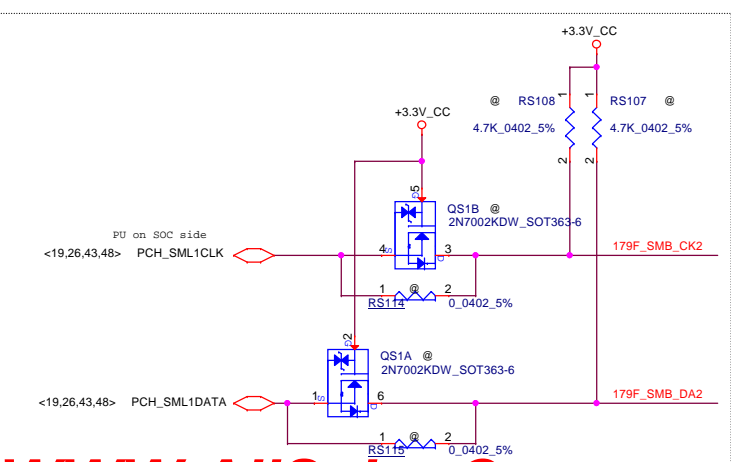 +3.3V_CC
@ RS108 1 1 RS107 @
4.7K_0402_5% 4.7K_0402_5%
2 2
+3.3V_CC
5
G
QS1B @
2N7002KDW_SOT363-6
PU on SOC side
<19,26,43,48> PCH_SML1CLK 4 S D 3 179F_SMB_CK2
1 @ 2
RS114 0_0402_5%
2
G
QS1A @
2N7002KDW_SOT363-6
<19,26,43,48> PCH_SML1DATA 1 S D 6 179F_SMB_DA2
1 @ 2
RS115 0_0402_5%